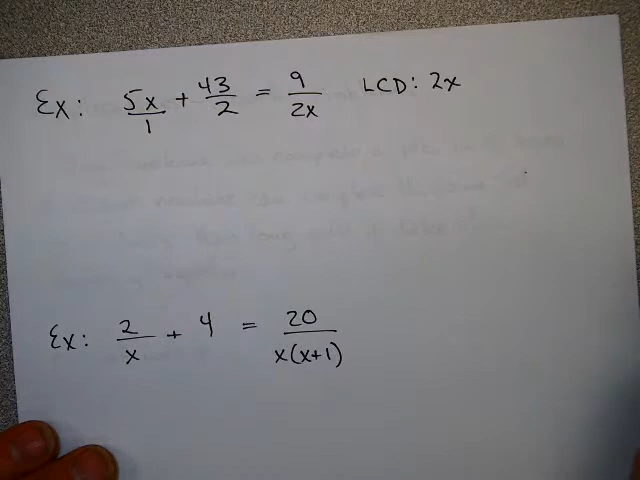 Ex: 5x/1 + 43/2 = 9/2x LCD: 2x
Ex: 2/x + 4 = 20/x(x+1)